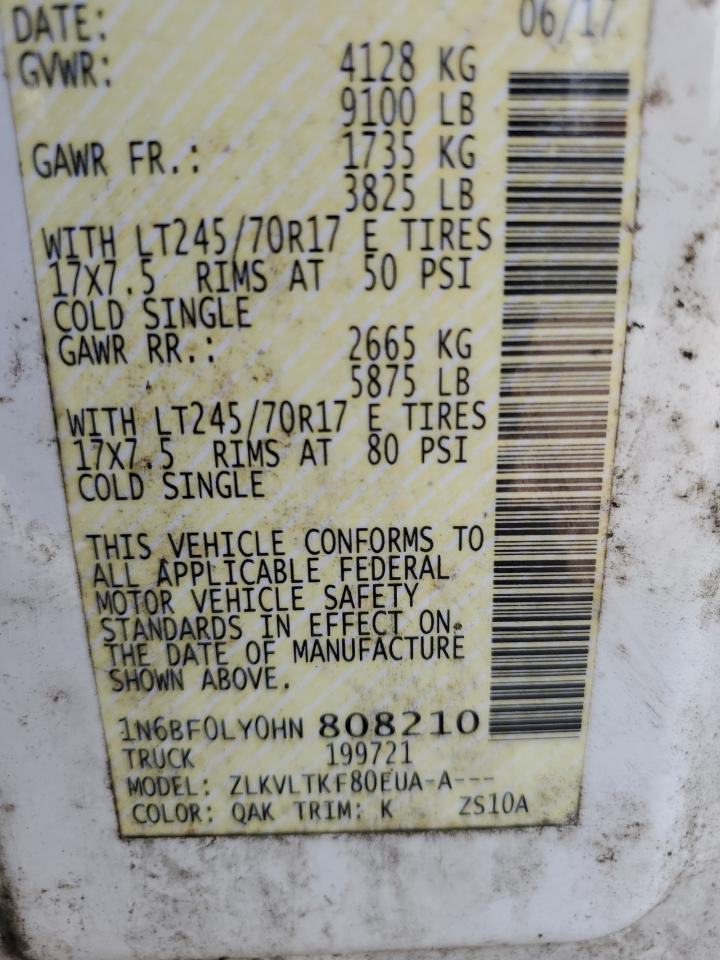 DATE: 06/17
GVWR: 4128 KG
9100 LB
GAWR FR.: 1735 KG
3825 LB
WITH LT245/70R17 E TIRES
17X7.5 RIMS AT 50 PSI
COLD SINGLE
GAWR RR.: 2665 KG
5875 LB
WITH LT245/70R17 E TIRES
17X7.5 RIMS AT 80 PSI
COLD SINGLE
THIS VEHICLE CONFORMS TO
ALL APPLICABLE FEDERAL
MOTOR VEHICLE SAFETY
STANDARDS IN EFFECT ON
THE DATE OF MANUFACTURE
SHOWN ABOVE.
1N6BF0LY0HN 808210
TRUCK 199721
MODEL: ZLKVLTKF80EUA-A---
COLOR: QAK TRIM: K ZS10A